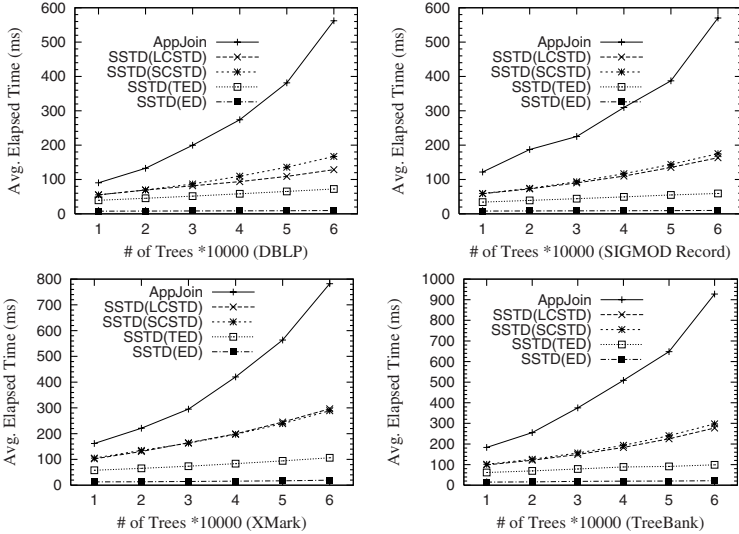 600
500
400
300
200
100
0
Avg. Elapsed Time (ms)
AppJoin
SSTD(LCSTD)
SSTD(SCSTD)
SSTD(TED)
SSTD(ED)
1 2 3 4 5 6
# of Trees *10000 (DBLP)
600
500
400
300
200
100
0
Avg. Elapsed Time (ms)
AppJoin
SSTD(LCSTD)
SSTD(SCSTD)
SSTD(TED)
SSTD(ED)
1 2 3 4 5 6
# of Trees *10000 (SIGMOD Record)
800
700
600
500
400
300
200
100
0
Avg. Elapsed Time (ms)
AppJoin
SSTD(LCSTD)
SSTD(SCSTD)
SSTD(TED)
SSTD(ED)
1 2 3 4 5 6
# of Trees *10000 (XMark)
1000
900
800
700
600
500
400
300
200
100
0
Avg. Elapsed Time (ms)
AppJoin
SSTD(LCSTD)
SSTD(SCSTD)
SSTD(TED)
SSTD(ED)
1 2 3 4 5 6
# of Trees *10000 (TreeBank)